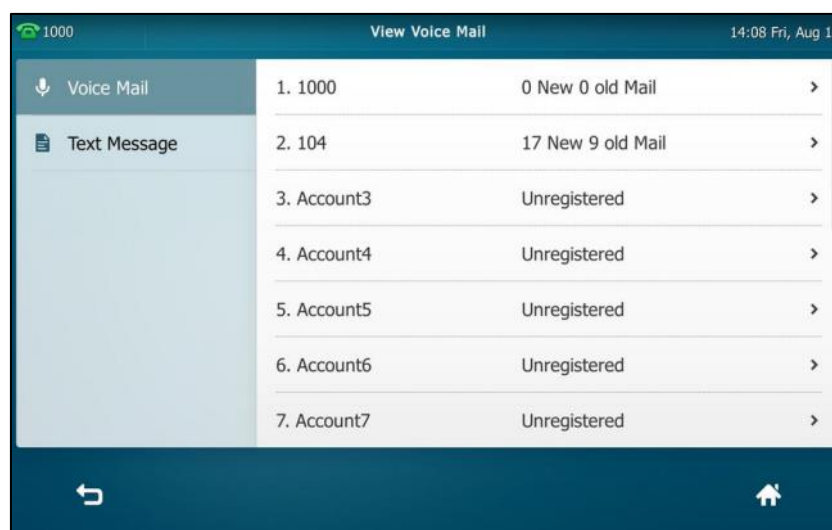 1000 View Voice Mail 14:08 Fri, Aug 1
Voice Mail
Text Message
1. 1000 0 New 0 old Mail
2. 104 17 New 9 old Mail
3. Account3 Unregistered
4. Account4 Unregistered
5. Account5 Unregistered
6. Account6 Unregistered
7. Account7 Unregistered